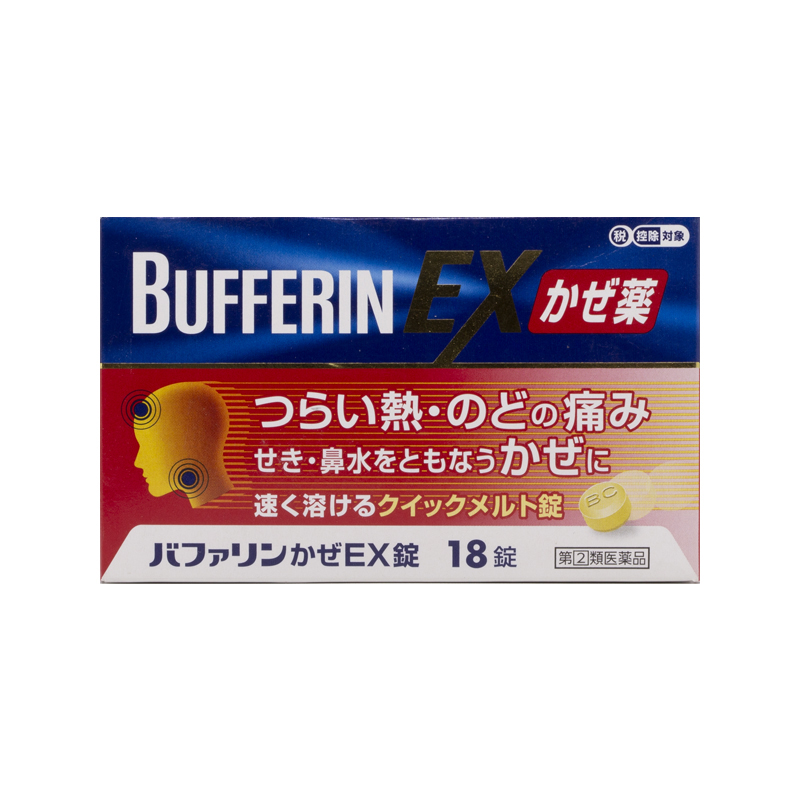 税 控除 対象
BUFFERIN EX かぜ薬
つらい熱・のどの痛み
せき・鼻水をともなうかぜに
速く溶けるクイックメルト錠
BC
バファリンかぜEX錠 18錠 指②類医薬品